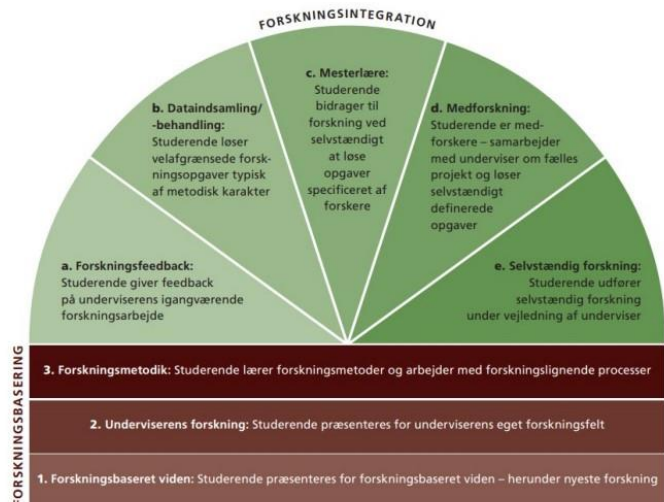 FORSKNINGSINTEGRATION
c. Mesterlære:
Studerende
bidrager til
forskning ved
selvstændigt
at løse
opgaver
specificeret af
forskere
b. Dataindsamling/
-behandling:
Studerende løser
velafgrænsede forsk-
ningsopgaver typisk
af metodisk karakter
d. Medforskning:
Studerende er med-
forskere – samarbejder
med underviser om fælles
projekt og løser
selvstændigt
definerede
opgaver
a. Forskningsfeedback:
Studerende giver feedback
på underviserens igangværende
forskningsarbejde
e. Selvstændig forskning:
Studerende udfører
selvstændig forskning
under vejledning af underviser
FORSKNINGSBASERING
3. Forskningsmetodik: Studerende lærer forskningsmetoder og arbejder med forskningslignende processer
2. Underviserens forskning: Studerende præsenteres for underviserens eget forskningsfelt
1. Forskningsbaseret viden: Studerende præsenteres for forskningsbaseret viden – herunder nyeste forskning